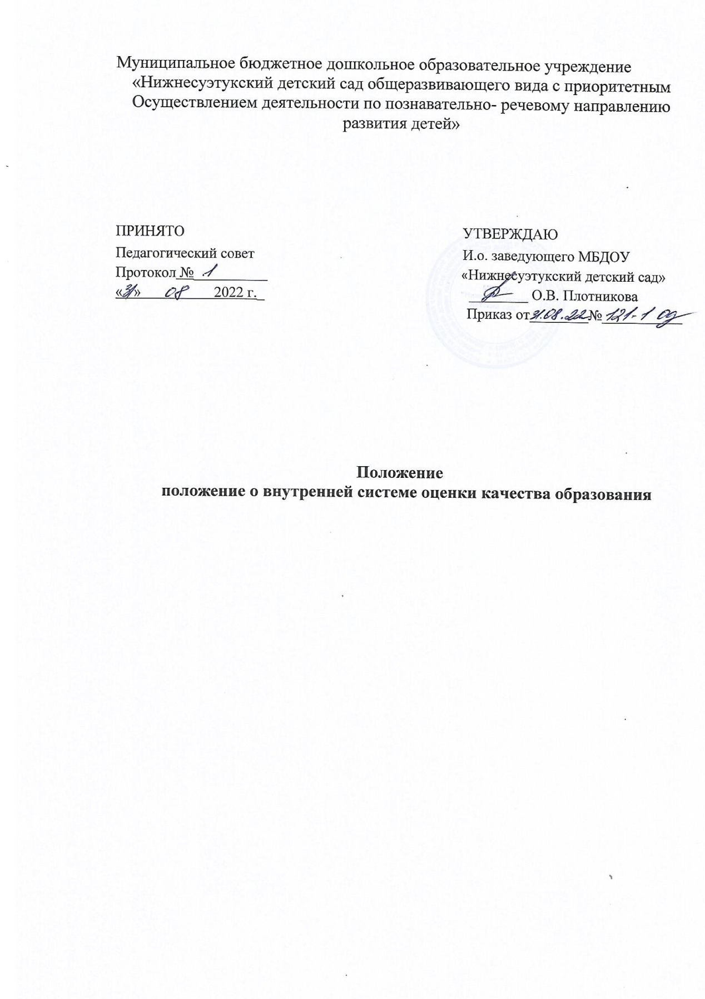 Муниципальное бюджетное дошкольное образовательное учреждение
«Нижнесуэтукский детский сад общеразвивающего вида с приоритетным
Осуществлением деятельности по познавательно- речевому направлению
развития детей»
ПРИНЯТО
Педагогический совет
Протокол № 1
«31» 08 2022 г.
УТВЕРЖДАЮ
И.о. заведующего МБДОУ
«Нижнесуэтукский детский сад»
О.В. Плотникова
Приказ от 31.08.22 № 121-1 од
Положение
положение о внутренней системе оценки качества образования